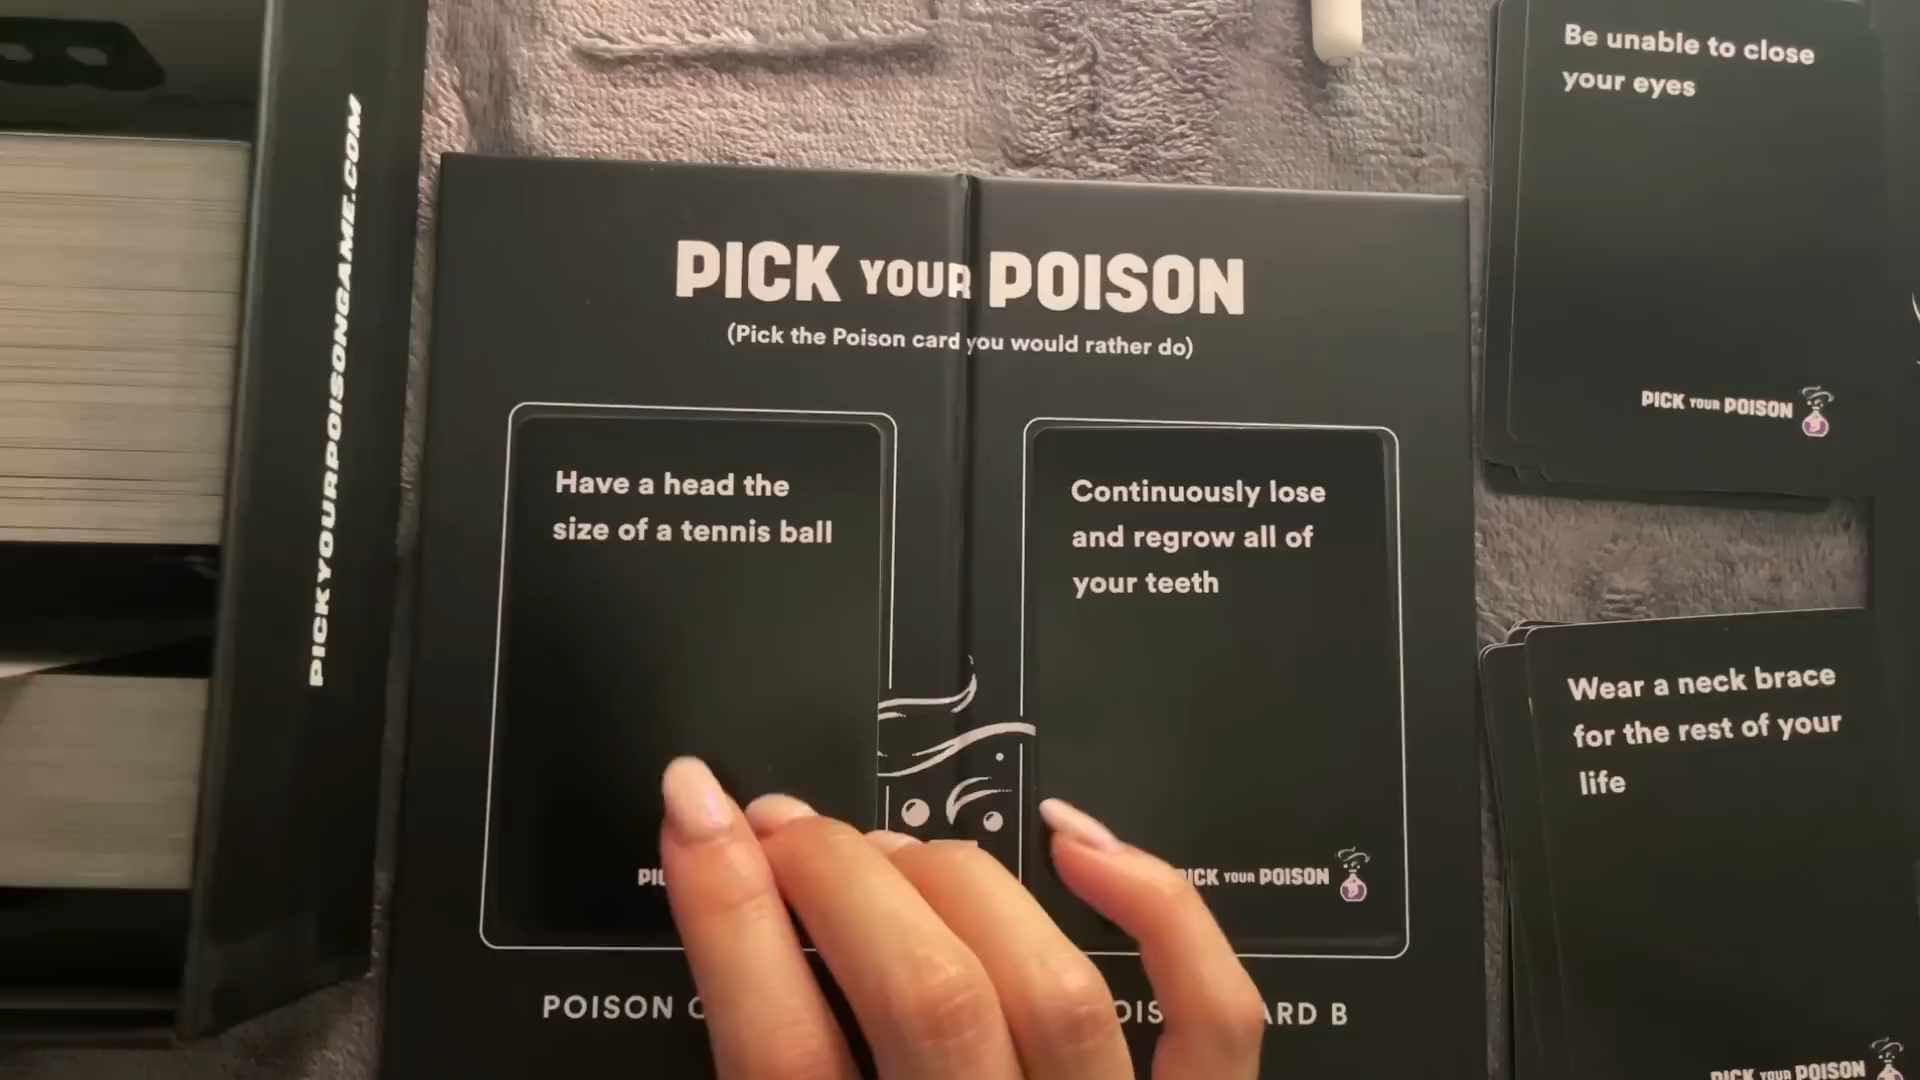 PICKYOURPOISONGAME.COM
PICK YOUR POISON
(Pick the Poison card you would rather do)
Have a head the
size of a tennis ball
Continuously lose
and regrow all of
your teeth
PICK YOUR POISON
POISON
ARD B
Be unable to close
your eyes
PICK YOUR POISON
Wear a neck brace
for the rest of your
life
PICK YOUR POISON